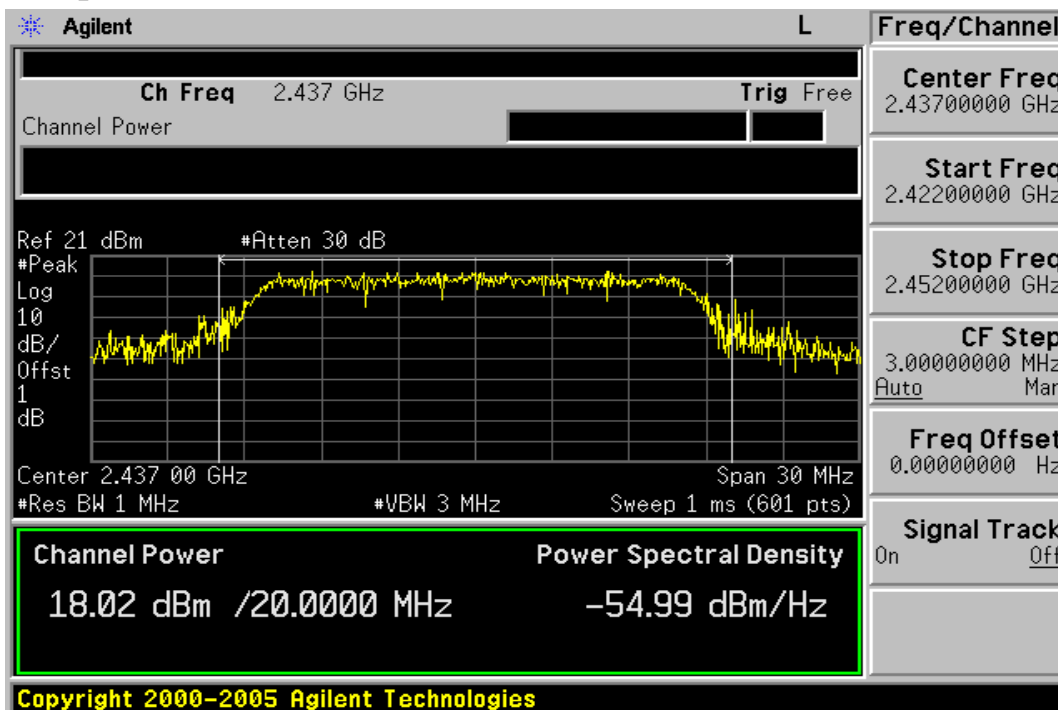 Agilent L Freq/Channel
Ch Freq 2.437 GHz Trig Free
Channel Power
Ref 21 dBm #Atten 30 dB
#Peak
Log
10
dB/
Offst
1
dB
Center 2.437 00 GHz Span 30 MHz
#Res BW 1 MHz #VBW 3 MHz Sweep 1 ms (601 pts)
Channel Power Power Spectral Density
18.02 dBm /20.0000 MHz -54.99 dBm/Hz
Center Freq
2.43700000 GHz
Start Freq
2.42200000 GHz
Stop Freq
2.45200000 GHz
CF Step
3.00000000 MHz
Auto Man
Freq Offset
0.00000000 Hz
Signal Track
On Off
Copyright 2000-2005 Agilent Technologies